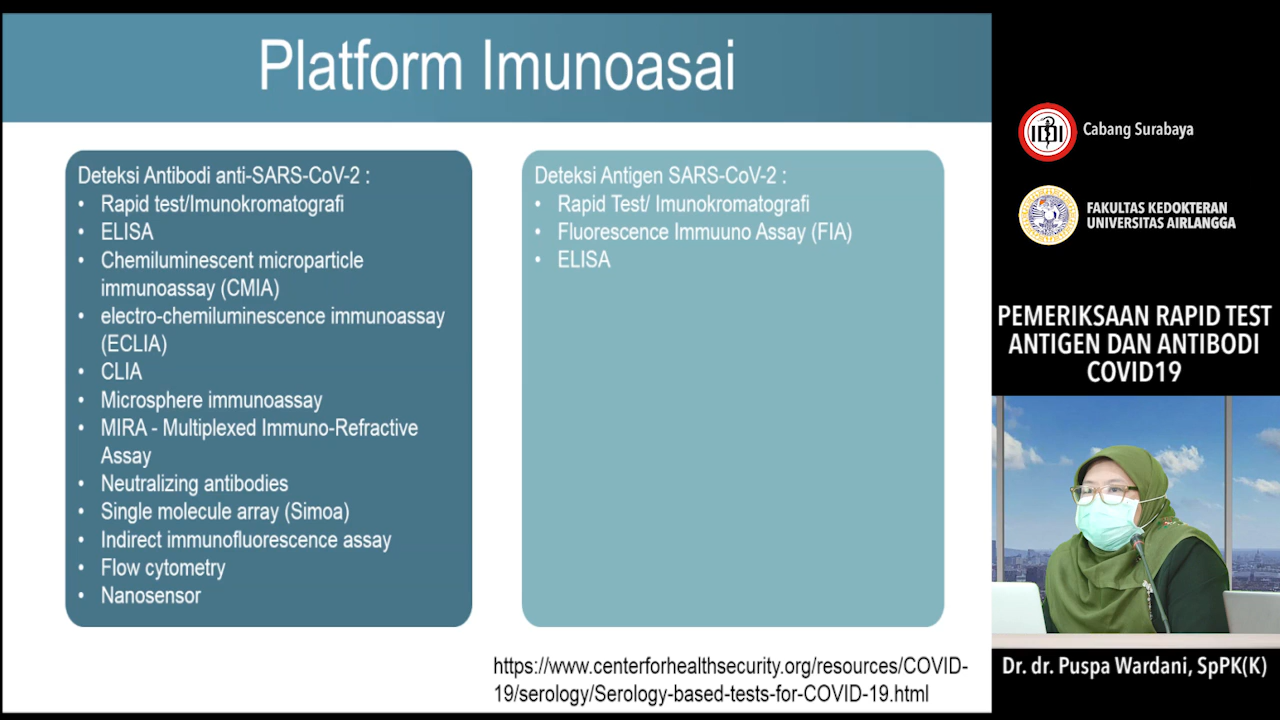 Platform Imunoasai
Deteksi Antibodi anti-SARS-CoV-2 :
• Rapid test/Imunokromatografi
• ELISA
• Chemiluminescent microparticle
immunoassay (CMIA)
• electro-chemiluminescence immunoassay
(ECLIA)
• CLIA
• Microsphere immunoassay
• MIRA - Multiplexed Immuno-Refractive
Assay
• Neutralizing antibodies
• Single molecule array (Simoa)
• Indirect immunofluorescence assay
• Flow cytometry
• Nanosensor
Deteksi Antigen SARS-CoV-2 :
• Rapid Test/ Imunokromatografi
• Fluorescence Immuuno Assay (FIA)
• ELISA
https://www.centerforhealthsecurity.org/resources/COVID-
19/serology/Serology-based-tests-for-COVID-19.html
IDI
Cabang Surabaya
FAKULTAS KEDOKTERAN
UNIVERSITAS AIRLANGGA
PEMERIKSAAN RAPID TEST
ANTIGEN DAN ANTIBODI
COVID19
Dr. dr. Puspa Wardani, SpPK(K)